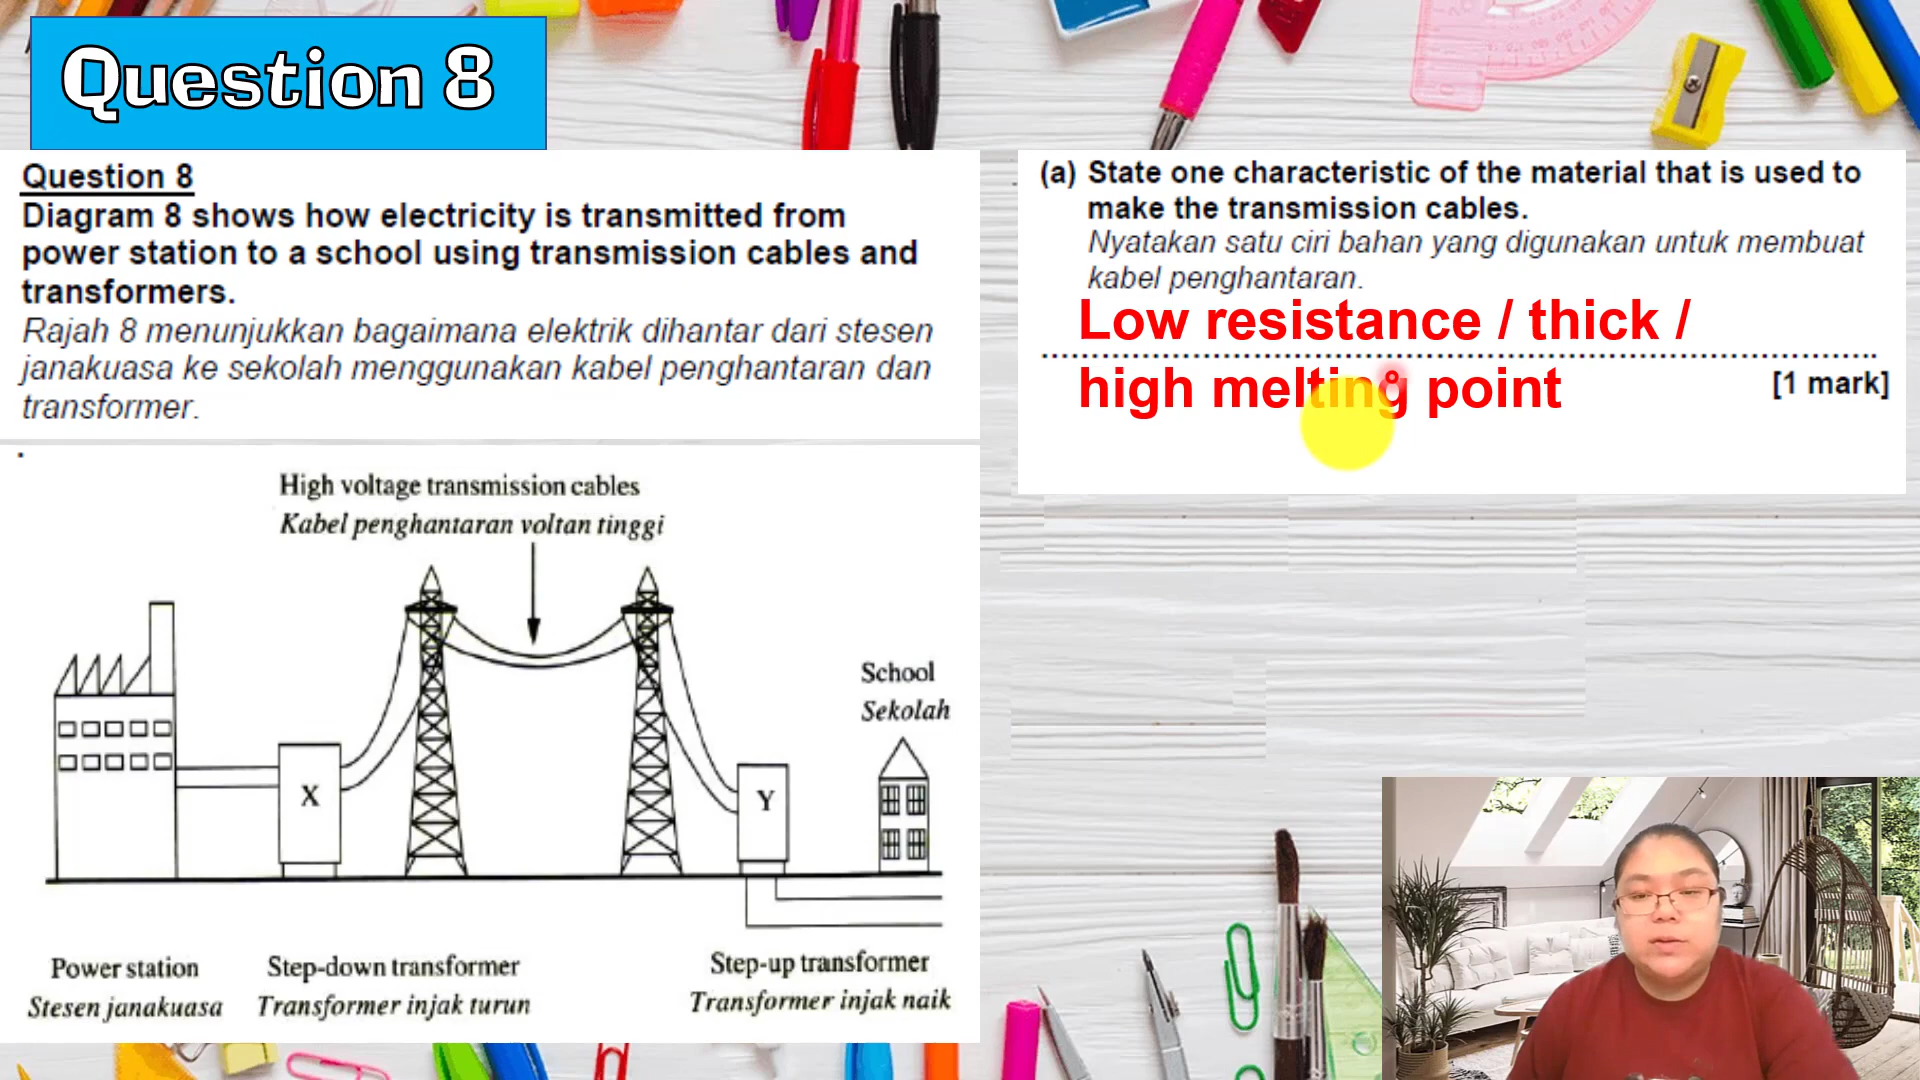 Question 8
Question 8
Diagram 8 shows how electricity is transmitted from
power station to a school using transmission cables and
transformers.
Rajah 8 menunjukkan bagaimana elektrik dihantar dari stesen
janakuasa ke sekolah menggunakan kabel penghantaran dan
transformer.
High voltage transmission cables
Kabel penghantaran voltan tinggi
School
Sekolah
X
Y
Power station
Stesen janakuasa
Step-down transformer
Transformer injak turun
Step-up transformer
Transformer injak naik
(a) State one characteristic of the material that is used to
make the transmission cables.
Nyatakan satu ciri bahan yang digunakan untuk membuat
kabel penghantaran.
Low resistance / thick /
high melting point
[1 mark]